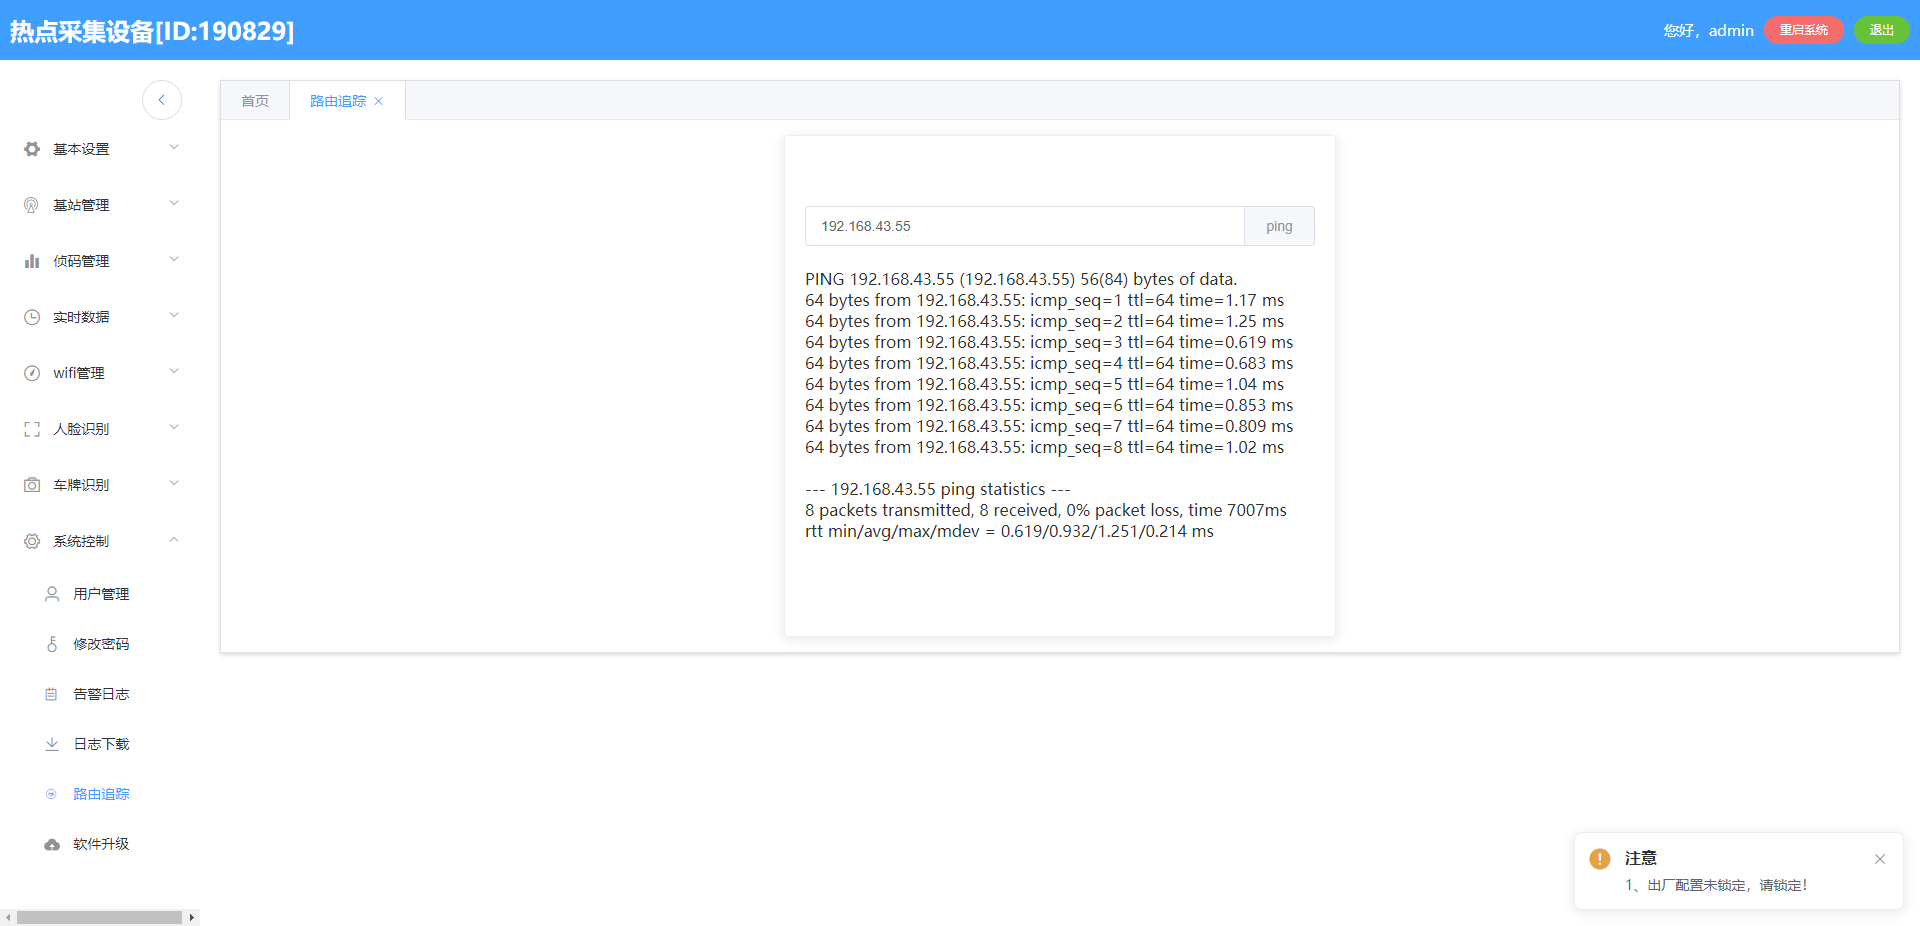 热点采集设备[ID:190829]
您好，admin
重启系统
退出
基本设置
基站管理
侦码管理
实时数据
wifi管理
人脸识别
车牌识别
系统控制
用户管理
修改密码
告警日志
日志下载
路由追踪
软件升级
首页
路由追踪
192.168.43.55
ping
PING 192.168.43.55 (192.168.43.55) 56(84) bytes of data.
64 bytes from 192.168.43.55: icmp_seq=1 ttl=64 time=1.17 ms
64 bytes from 192.168.43.55: icmp_seq=2 ttl=64 time=1.25 ms
64 bytes from 192.168.43.55: icmp_seq=3 ttl=64 time=0.619 ms
64 bytes from 192.168.43.55: icmp_seq=4 ttl=64 time=0.683 ms
64 bytes from 192.168.43.55: icmp_seq=5 ttl=64 time=1.04 ms
64 bytes from 192.168.43.55: icmp_seq=6 ttl=64 time=0.853 ms
64 bytes from 192.168.43.55: icmp_seq=7 ttl=64 time=0.809 ms
64 bytes from 192.168.43.55: icmp_seq=8 ttl=64 time=1.02 ms
--- 192.168.43.55 ping statistics ---
8 packets transmitted, 8 received, 0% packet loss, time 7007ms
rtt min/avg/max/mdev = 0.619/0.932/1.251/0.214 ms
注意
1、出厂配置未锁定，请锁定！